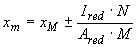 x_m = x_M ± (I_red · N) / (A_red · M)